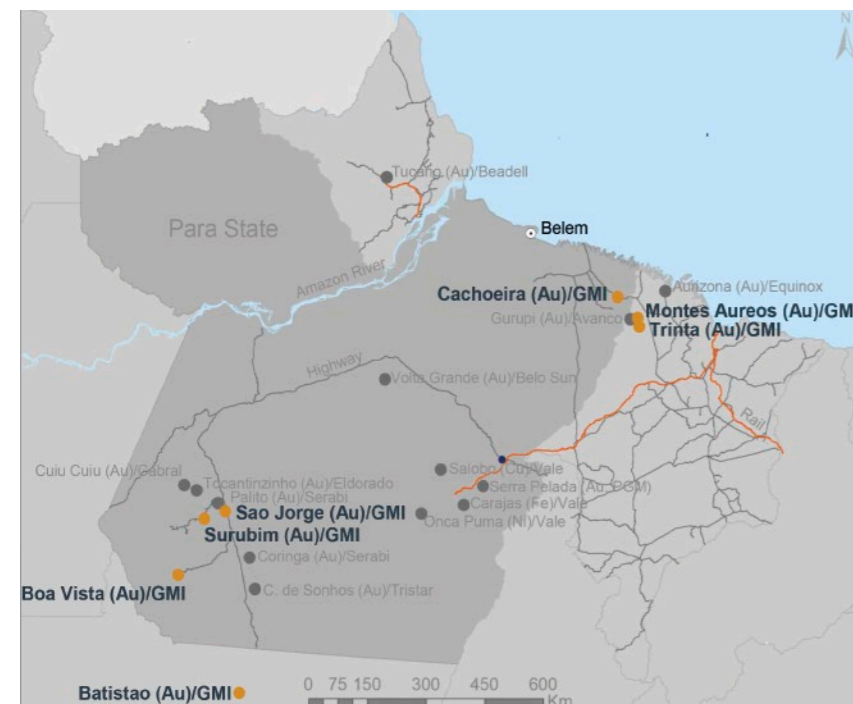 N
Tucano (Au)/Beadell
Para State
Belem
Amazon River
Cachoeira (Au)/GMI
Aurizona (Au)/Equinox
Montes Aureos (Au)/GM
Gurupi (Au)/Avanco
Trinta (Au)/GMI
Highway
Volta Grande (Au)/Belo Sun
Rail
Cuiu Cuiu (Au)/Cabral
Salobo (Cu)/Vale
Tocantinzinho (Au)/Eldorado
Serra Pelada (Au, PGM)
Palito (Au)/Serabi
Carajas (Fe)/Vale
Sao Jorge (Au)/GMI
Onca Puma (Ni)/Vale
Surubim (Au)/GMI
Coringa (Au)/Serabi
Boa Vista (Au)/GMI
C. de Sonhos (Au)/Tristar
Batistao (Au)/GMI
0 75 150 300 450 600
Km